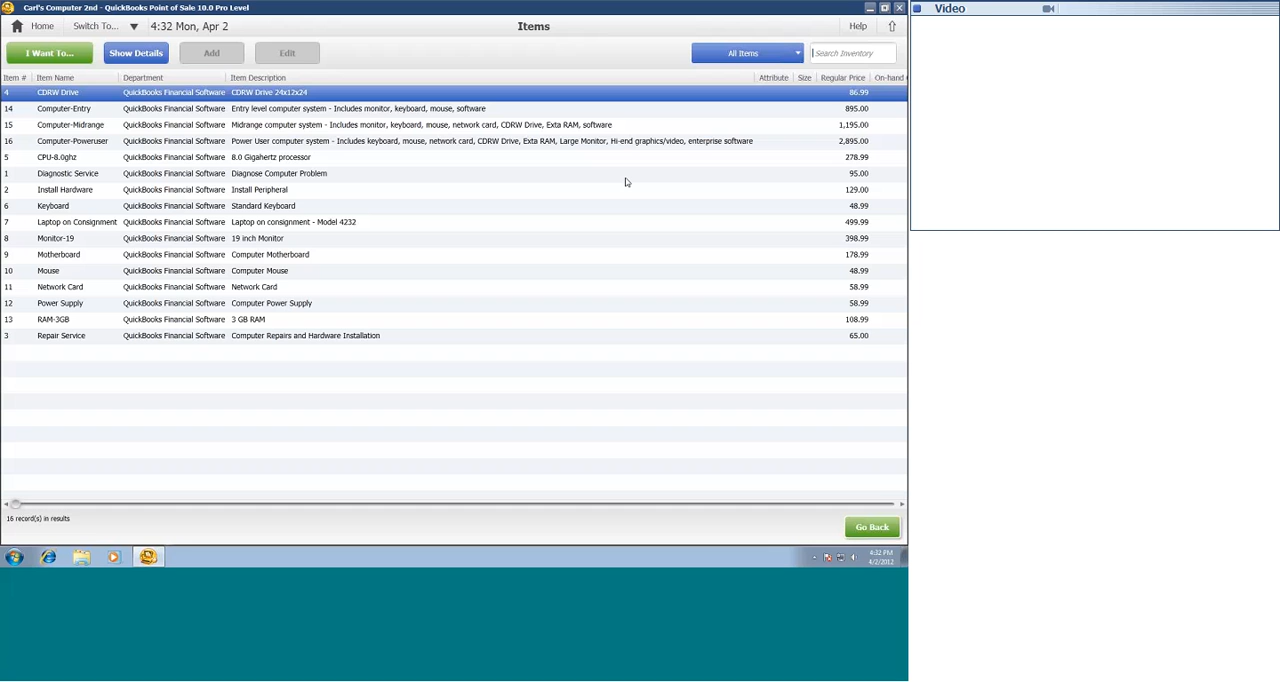 Carl's Computer 2nd - QuickBooks Point of Sale 10.0 Pro Level
Video
Home Switch To... 4:32 Mon, Apr 2 Items Help
I Want To... Show Details Add Edit All Items Search Inventory
Item # Item Name Department Item Description Attribute Size Regular Price On-hand
4 CDRW Drive QuickBooks Financial Software CDRW Drive 24x12x24 86.99
14 Computer-Entry QuickBooks Financial Software Entry level computer system - Includes monitor, keyboard, mouse, software 895.00
15 Computer-Midrange QuickBooks Financial Software Midrange computer system - Includes monitor, keyboard, mouse, network card, CDRW Drive, Exta RAM, software 1,195.00
16 Computer-Poweruser QuickBooks Financial Software Power User computer system - Includes keyboard, mouse, network card, CDRW Drive, Exta RAM, Large Monitor, Hi-end graphics/video, enterprise software 2,895.00
5 CPU-8.0ghz QuickBooks Financial Software 8.0 Gigahertz processor 278.99
1 Diagnostic Service QuickBooks Financial Software Diagnose Computer Problem 95.00
2 Install Hardware QuickBooks Financial Software Install Peripheral 129.00
6 Keyboard QuickBooks Financial Software Standard Keyboard 48.99
7 Laptop on Consignment QuickBooks Financial Software Laptop on consignment - Model 4232 499.99
8 Monitor-19 QuickBooks Financial Software 19 inch Monitor 398.99
9 Motherboard QuickBooks Financial Software Computer Motherboard 178.99
10 Mouse QuickBooks Financial Software Computer Mouse 48.99
11 Network Card QuickBooks Financial Software Network Card 58.99
12 Power Supply QuickBooks Financial Software Computer Power Supply 58.99
13 RAM-3GB QuickBooks Financial Software 3 GB RAM 108.99
3 Repair Service QuickBooks Financial Software Computer Repairs and Hardware Installation 65.00
16 record(s) in results
Go Back
4:32 PM
4/2/2012